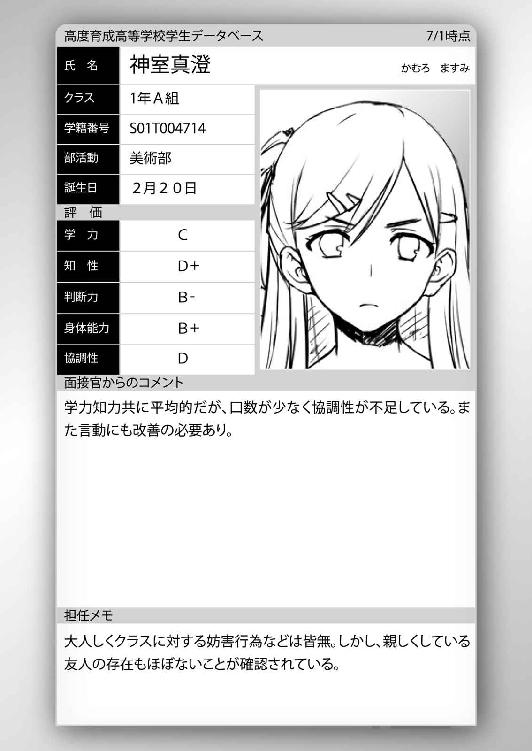 高度育成高等学校学生データベース 7/1時点
氏 名 神室真澄 かむろ ますみ
クラス 1年A組
学籍番号 S01T004714
部活動 美術部
誕生日 2月20日
評 価
学 力 C
知 性 D+
判断力 B-
身体能力 B+
協調性 D
面接官からのコメント
学力知力共に平均的だが、口数が少なく協調性が不足している。ま
た言動にも改善の必要あり。
担任メモ
大人しくクラスに対する妨害行為などは皆無。しかし、親しくしている
友人の存在もほぼないことが確認されている。